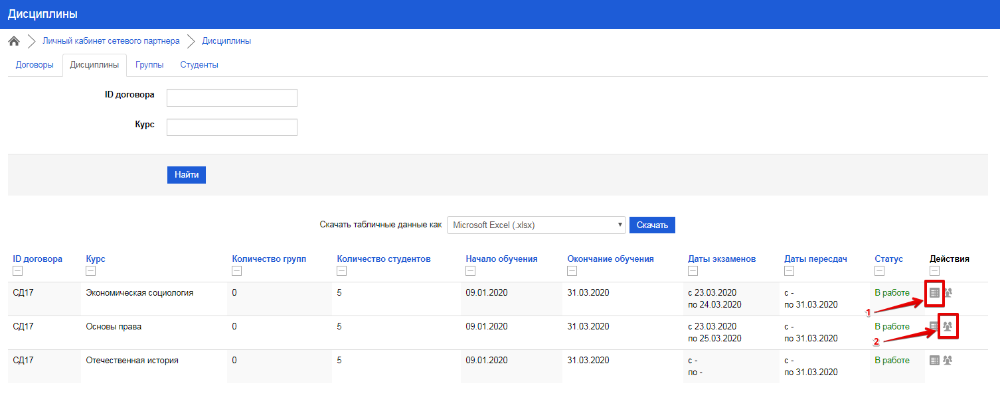 Дисциплины
Личный кабинет сетевого партнера Дисциплины
Договоры Дисциплины Группы Студенты
ID договора
Курс
Найти
Скачать табличные данные как Microsoft Excel (.xlsx) Скачать
ID договора Курс Количество групп Количество студентов Начало обучения Окончание обучения Даты экзаменов Даты пересдач Статус Действия
СД17 Экономическая социология 0 5 09.01.2020 31.03.2020 с 23.03.2020 с - В работе
по 24.03.2020 по 31.03.2020
1
СД17 Основы права 0 5 09.01.2020 31.03.2020 с 23.03.2020 с - В работе
по 25.03.2020 по 31.03.2020
2
СД17 Отечественная история 0 5 09.01.2020 31.03.2020 с - с - В работе
по - по 31.03.2020